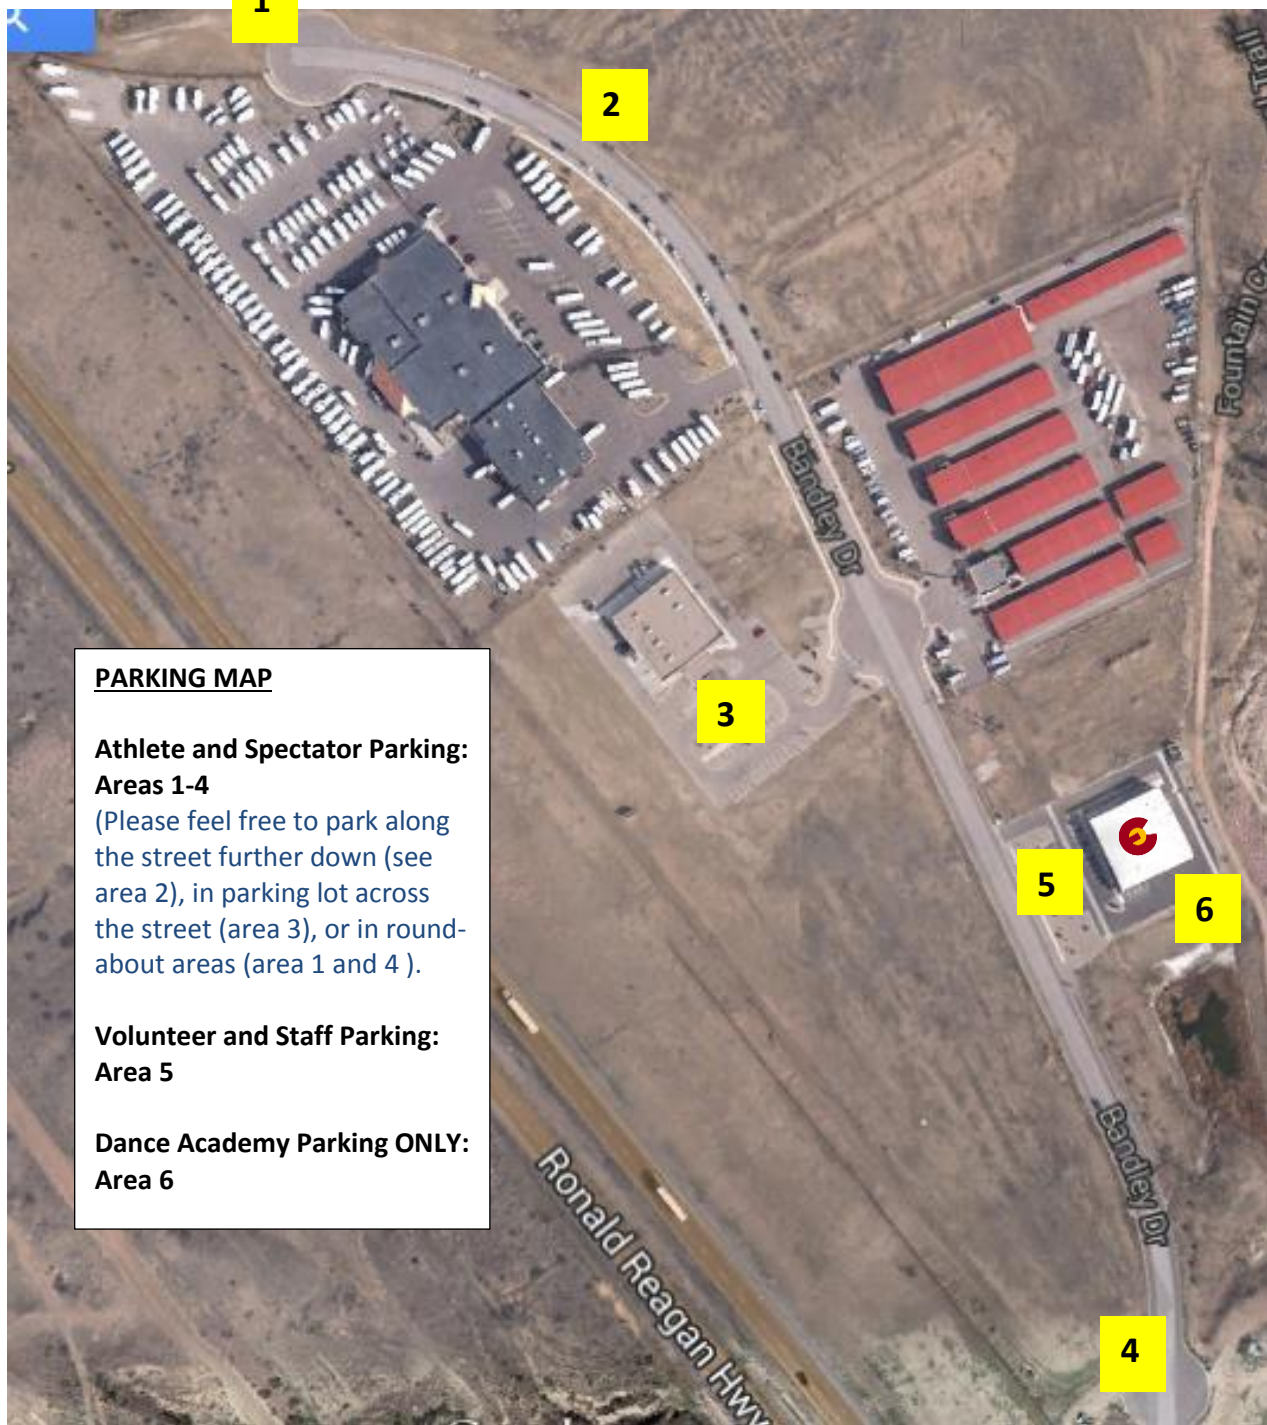 1
2
l Trail
Fountain
Bandley Dr
PARKING MAP
Athlete and Spectator Parking:
Areas 1-4
(Please feel free to park along
the street further down (see
area 2), in parking lot across
the street (area 3), or in round-
about areas (area 1 and 4 ).
Volunteer and Staff Parking:
Area 5
Dance Academy Parking ONLY:
Area 6
3
5
6
Bandley Dr
Ronald Reagan Hwy
4